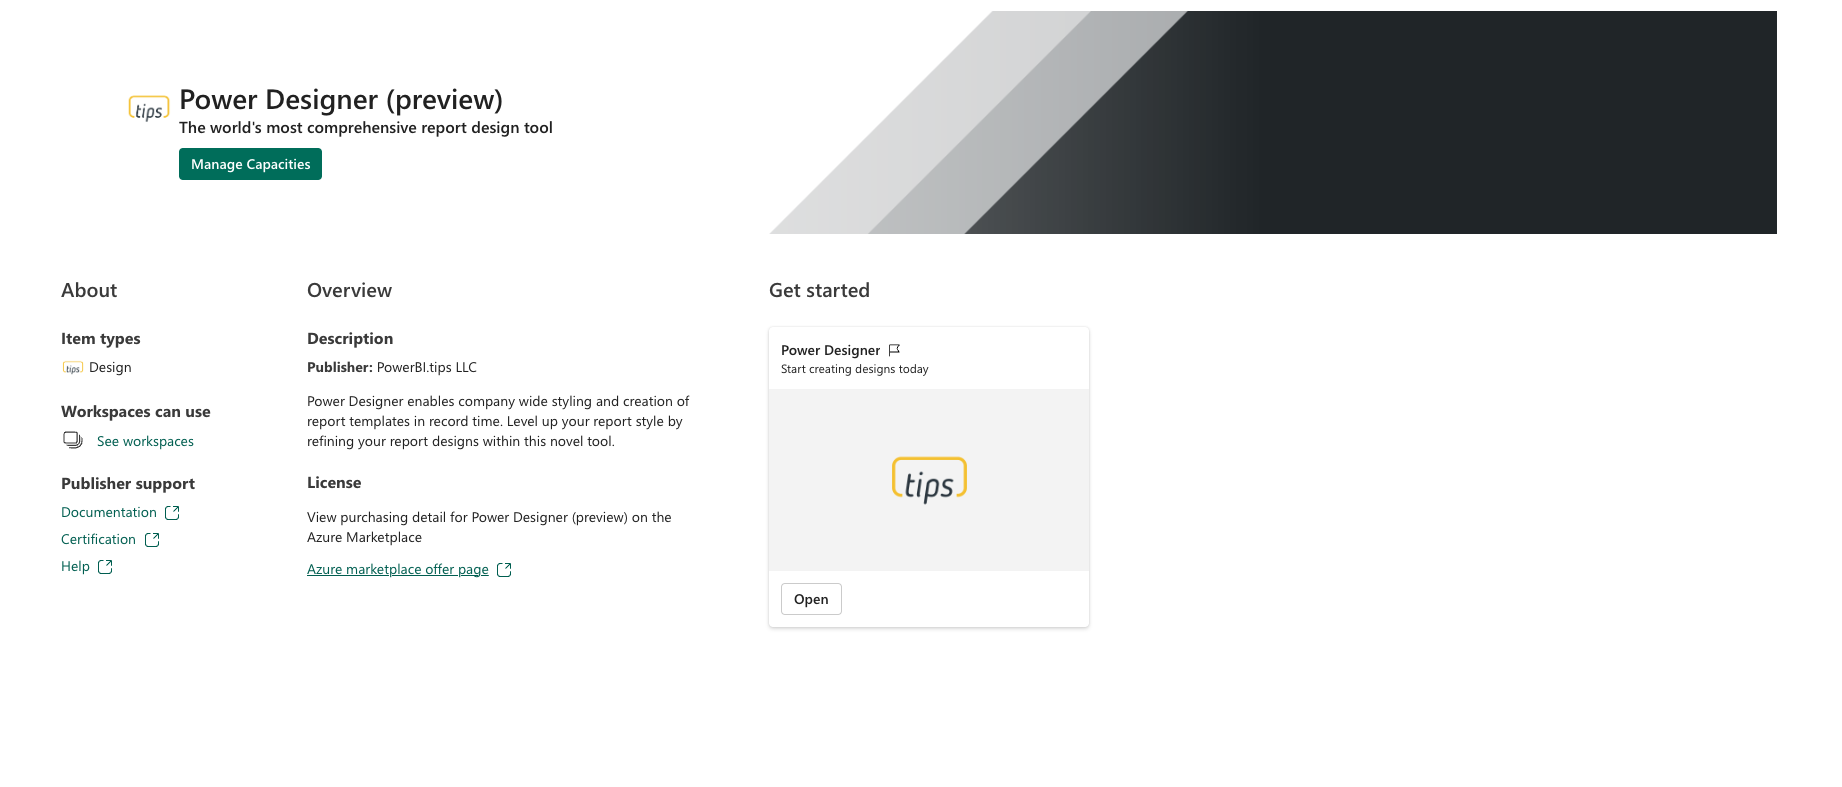 tips
Power Designer (preview)
The world's most comprehensive report design tool
Manage Capacities
About
Item types
tips Design
Workspaces can use
See workspaces
Publisher support
Documentation
Certification
Help
Overview
Description
Publisher: PowerBI.tips LLC
Power Designer enables company wide styling and creation of
report templates in record time. Level up your report style by
refining your report designs within this novel tool.
License
View purchasing detail for Power Designer (preview) on the
Azure Marketplace
Azure marketplace offer page
Get started
Power Designer
Start creating designs today
tips
Open